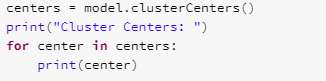 centers = model.clusterCenters()
print("Cluster Centers: ")
for center in centers:
    print(center)